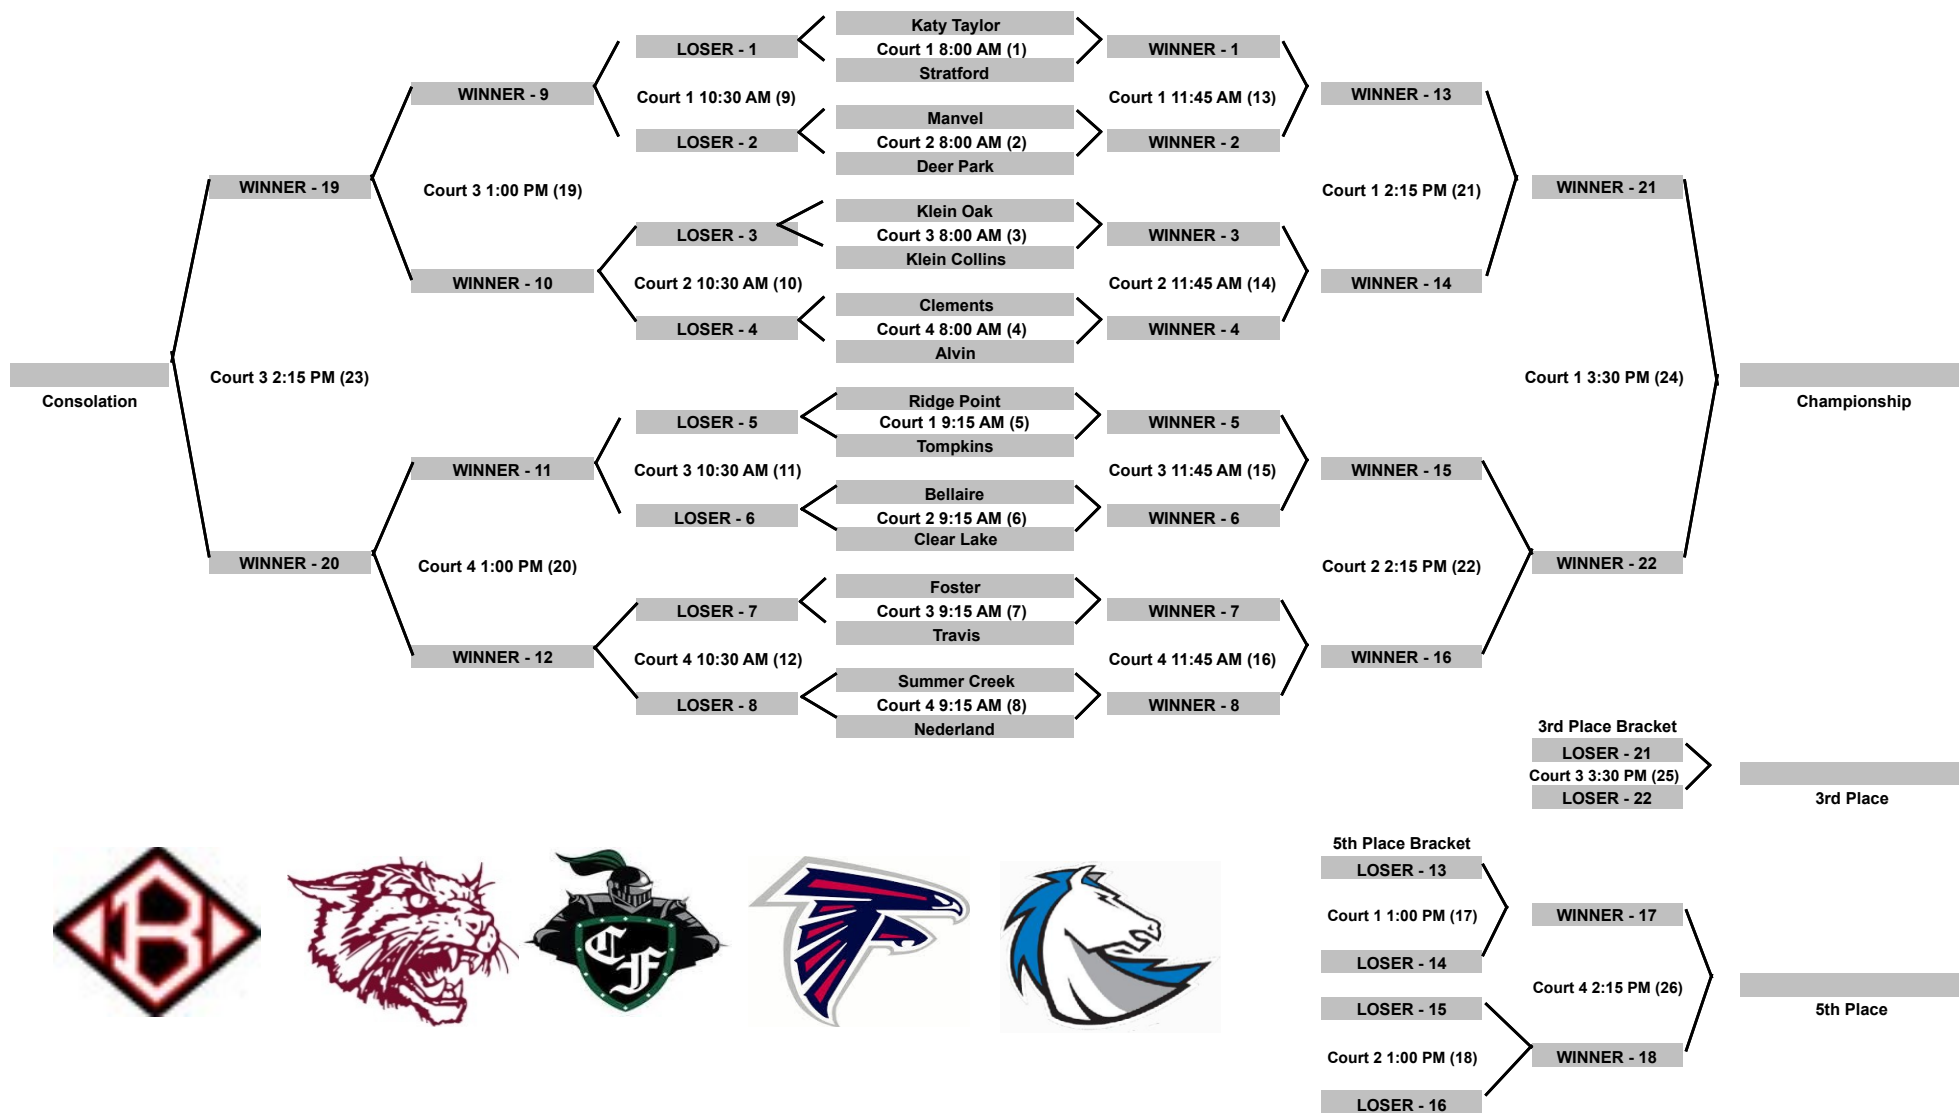 Katy Taylor
LOSER - 1
Court 1 8:00 AM (1)
WINNER - 1
Stratford
WINNER - 9
Court 1 10:30 AM (9)
Court 1 11:45 AM (13)
WINNER - 13
Manvel
LOSER - 2
Court 2 8:00 AM (2)
WINNER - 2
Deer Park
WINNER - 19
Court 3 1:00 PM (19)
Court 1 2:15 PM (21)
WINNER - 21
Klein Oak
LOSER - 3
Court 3 8:00 AM (3)
WINNER - 3
Klein Collins
WINNER - 10
Court 2 10:30 AM (10)
Court 2 11:45 AM (14)
WINNER - 14
Clements
LOSER - 4
Court 4 8:00 AM (4)
WINNER - 4
Alvin
Court 3 2:15 PM (23)
Court 1 3:30 PM (24)
Consolation
Ridge Point
Championship
LOSER - 5
Court 1 9:15 AM (5)
WINNER - 5
Tompkins
WINNER - 11
Court 3 10:30 AM (11)
Court 3 11:45 AM (15)
WINNER - 15
Bellaire
LOSER - 6
Court 2 9:15 AM (6)
WINNER - 6
Clear Lake
WINNER - 20
Court 4 1:00 PM (20)
Court 2 2:15 PM (22)
WINNER - 22
Foster
LOSER - 7
Court 3 9:15 AM (7)
WINNER - 7
Travis
WINNER - 12
Court 4 10:30 AM (12)
Court 4 11:45 AM (16)
WINNER - 16
Summer Creek
LOSER - 8
Court 4 9:15 AM (8)
WINNER - 8
Nederland
3rd Place Bracket
LOSER - 21
Court 3 3:30 PM (25)
LOSER - 22
3rd Place
5th Place Bracket
LOSER - 13
Court 1 1:00 PM (17)
WINNER - 17
LOSER - 14
Court 4 2:15 PM (26)
LOSER - 15
5th Place
Court 2 1:00 PM (18)
WINNER - 18
LOSER - 16
B
CF